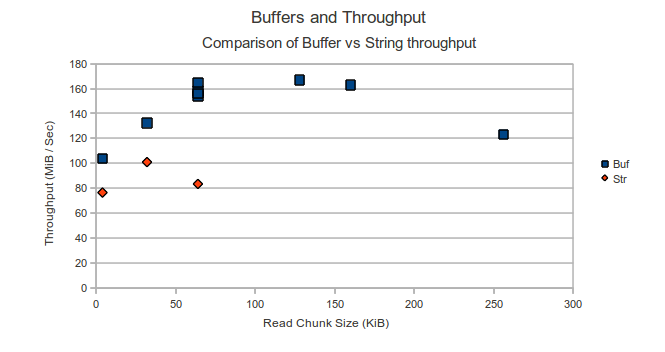 Buffers and Throughput
Comparison of Buffer vs String throughput
Throughput (MiB / Sec)
180
160
140
120
100
80
60
40
20
0
0 50 100 150 200 250 300
Read Chunk Size (KiB)
Buf
Str